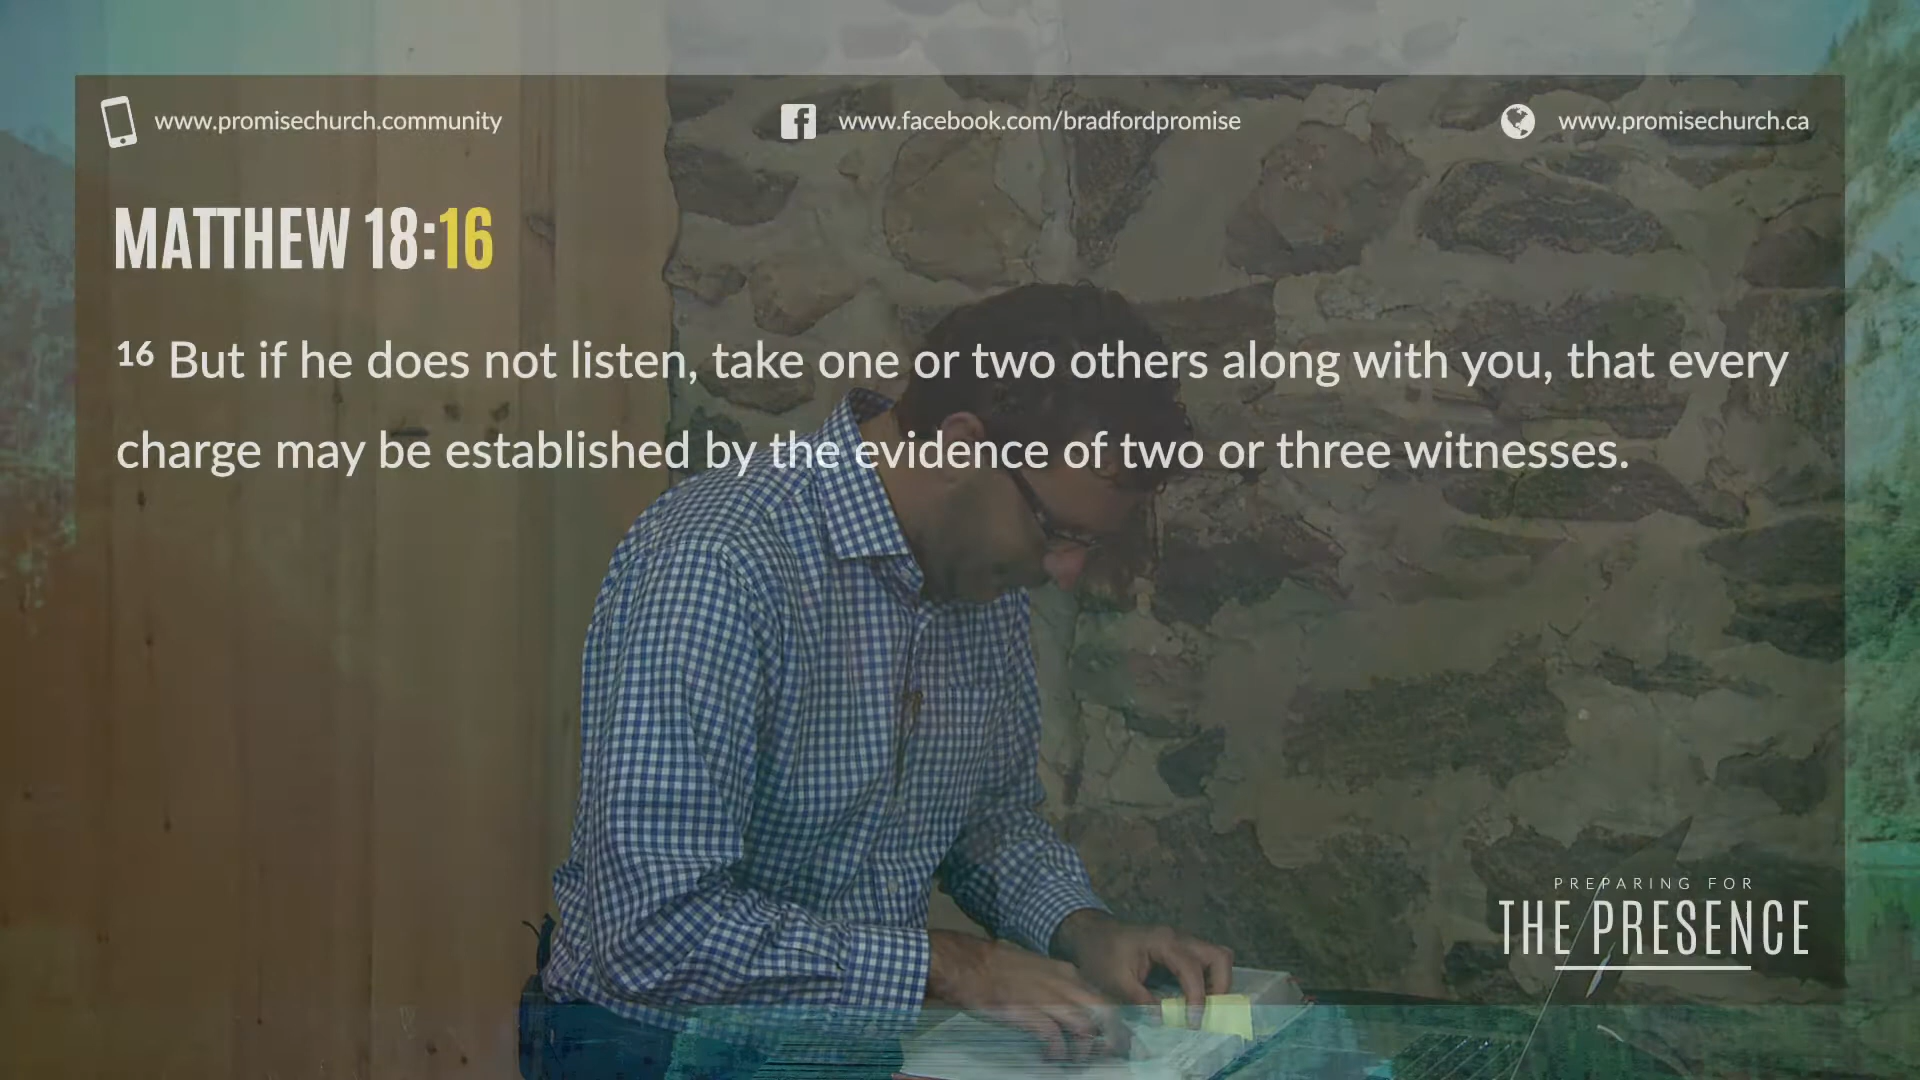 www.promisechurch.community
www.facebook.com/bradfordpromise
www.promisechurch.ca
MATTHEW 18:16
16 But if he does not listen, take one or two others along with you, that every
charge may be established by the evidence of two or three witnesses.
PREPARING FOR
THE PRESENCE